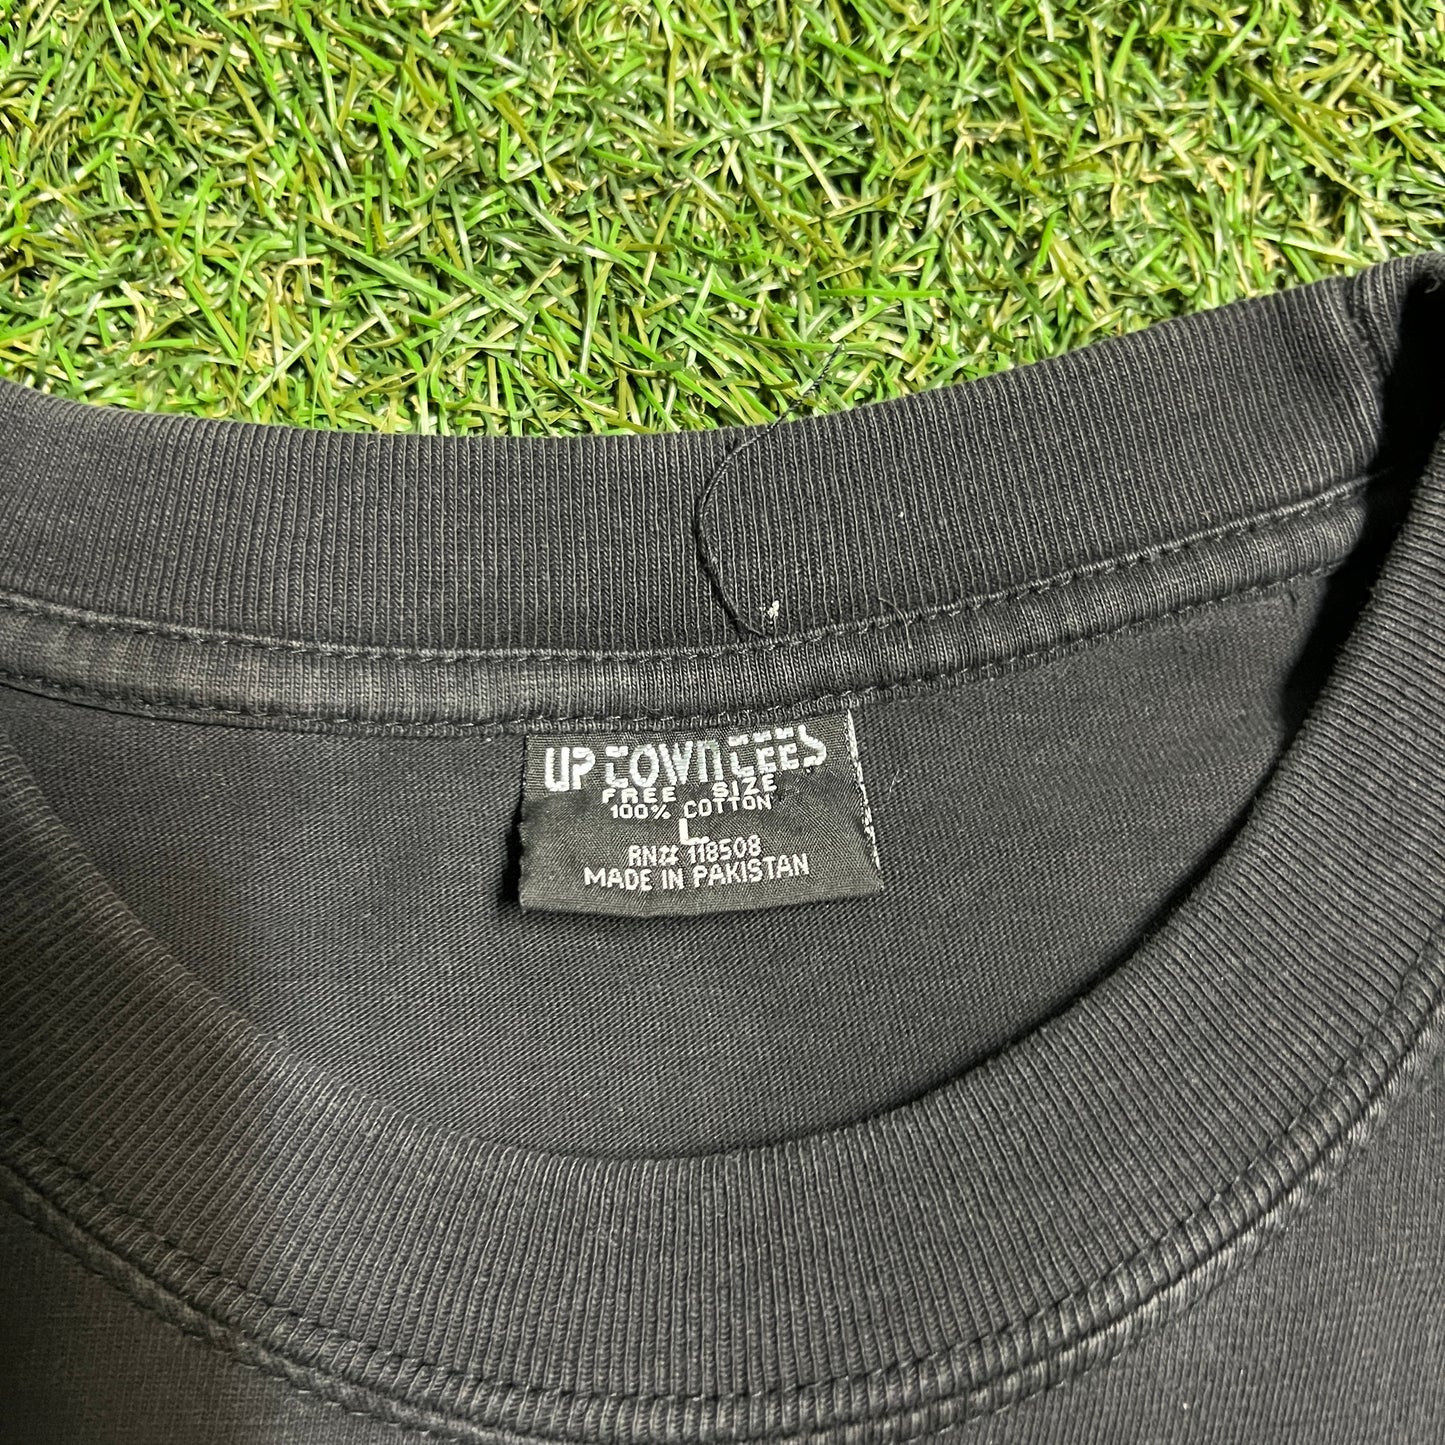 UPTOWN TEES
FREE SIZE
100% COTTON
L
RN# 118508
MADE IN PAKISTAN